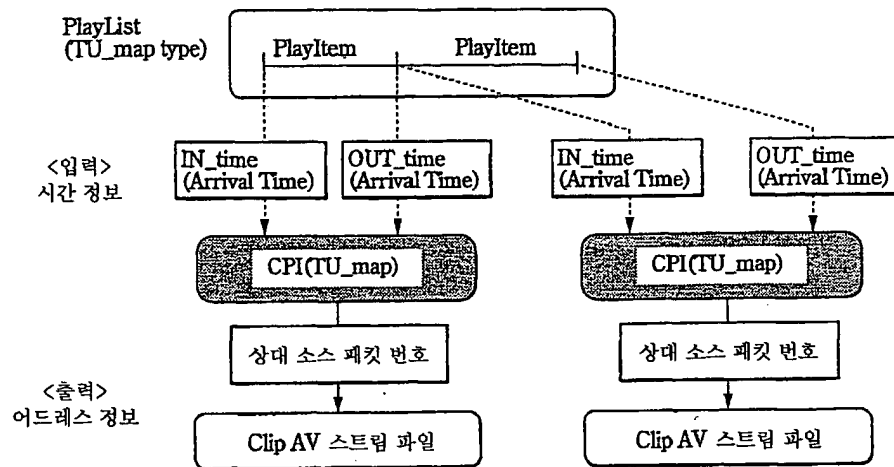 PlayList
(TU_map type)
PlayItem
PlayItem
<입력>
시간 정보
IN_time
(Arrival Time)
OUT_time
(Arrival Time)
IN_time
(Arrival Time)
OUT_time
(Arrival Time)
CPI(TU_map)
CPI(TU_map)
상대 소스 패킷 번호
상대 소스 패킷 번호
<출력>
어드레스 정보
Clip AV 스트림 파일
Clip AV 스트림 파일